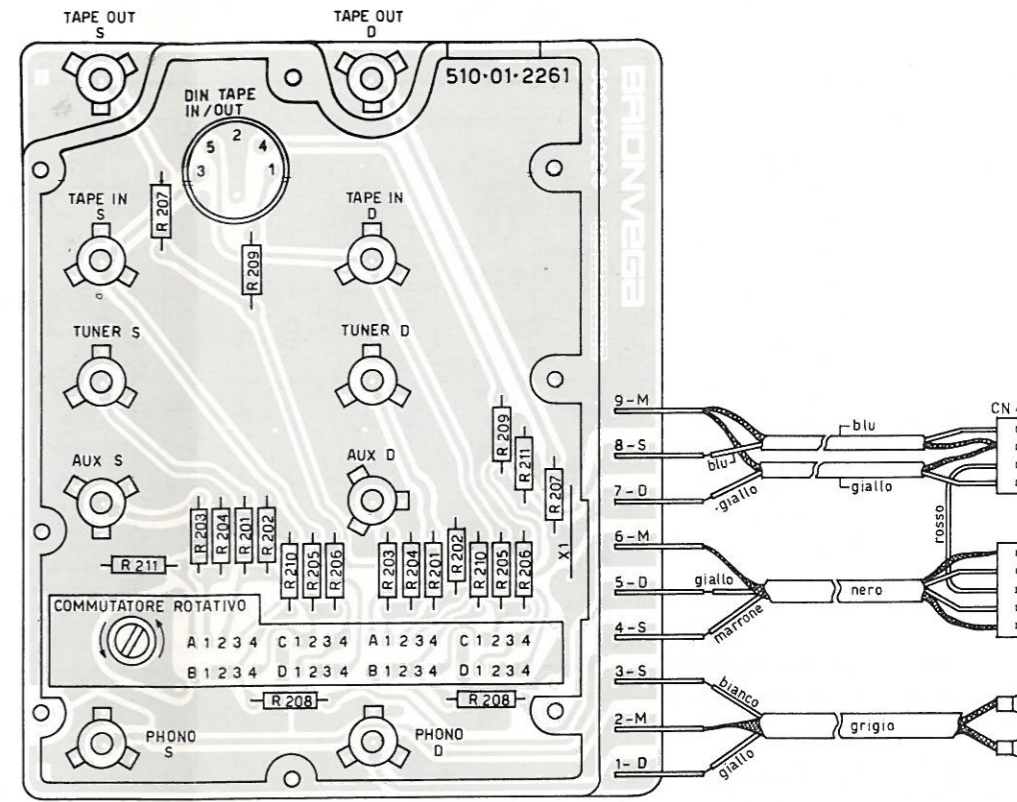 TAPE OUT
S
TAPE OUT
D
510·01·2261
BRIONVEGA
DIN TAPE
IN/OUT
2
5 4
3 1
TAPE IN
S
R 207
TAPE IN
D
R 209
TUNER S
TUNER D
9-M
CN 4
blu
8-S
blu
giallo
7-D
giallo
R 209
R 211
R 207
AUX S
AUX D
rosso
6-M
X1
R 203
R 204
R 201
R 202
R 210
R 205
R 206
R 203
R 204
R 201
R 202
R 210
R 205
R 206
R 211
5-D
giallo
nero
COMMUTATORE ROTATIVO
marrone
4-S
A 1 2 3 4 C 1 2 3 4 A 1 2 3 4 C 1 2 3 4
B 1 2 3 4 D 1 2 3 4 B 1 2 3 4 D 1 2 3 4
3-S
bianco
R 208
R 208
2-M
grigio
PHONO
S
PHONO
D
1-D
giallo